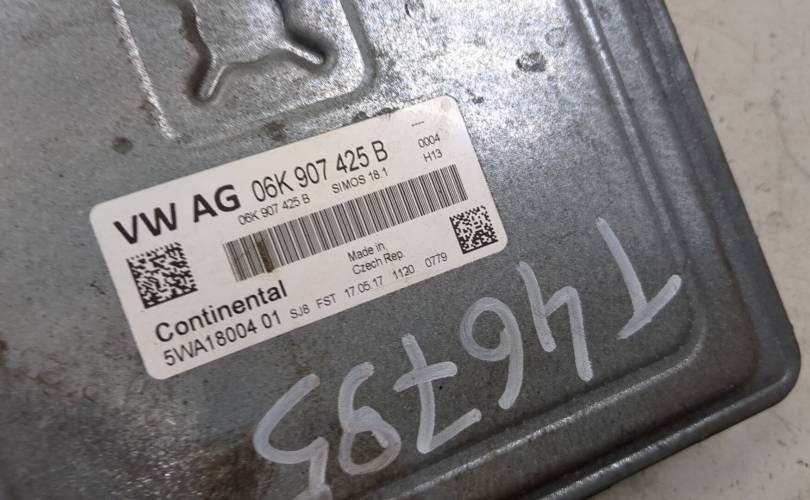 VW AG 06K 907 425 B
06K 907 425 B SIMOS 18.1
0004
H13
Made in
Czech Rep.
Continental
5WA18004 01 SJ8 FST 17.05.17 1120 0779